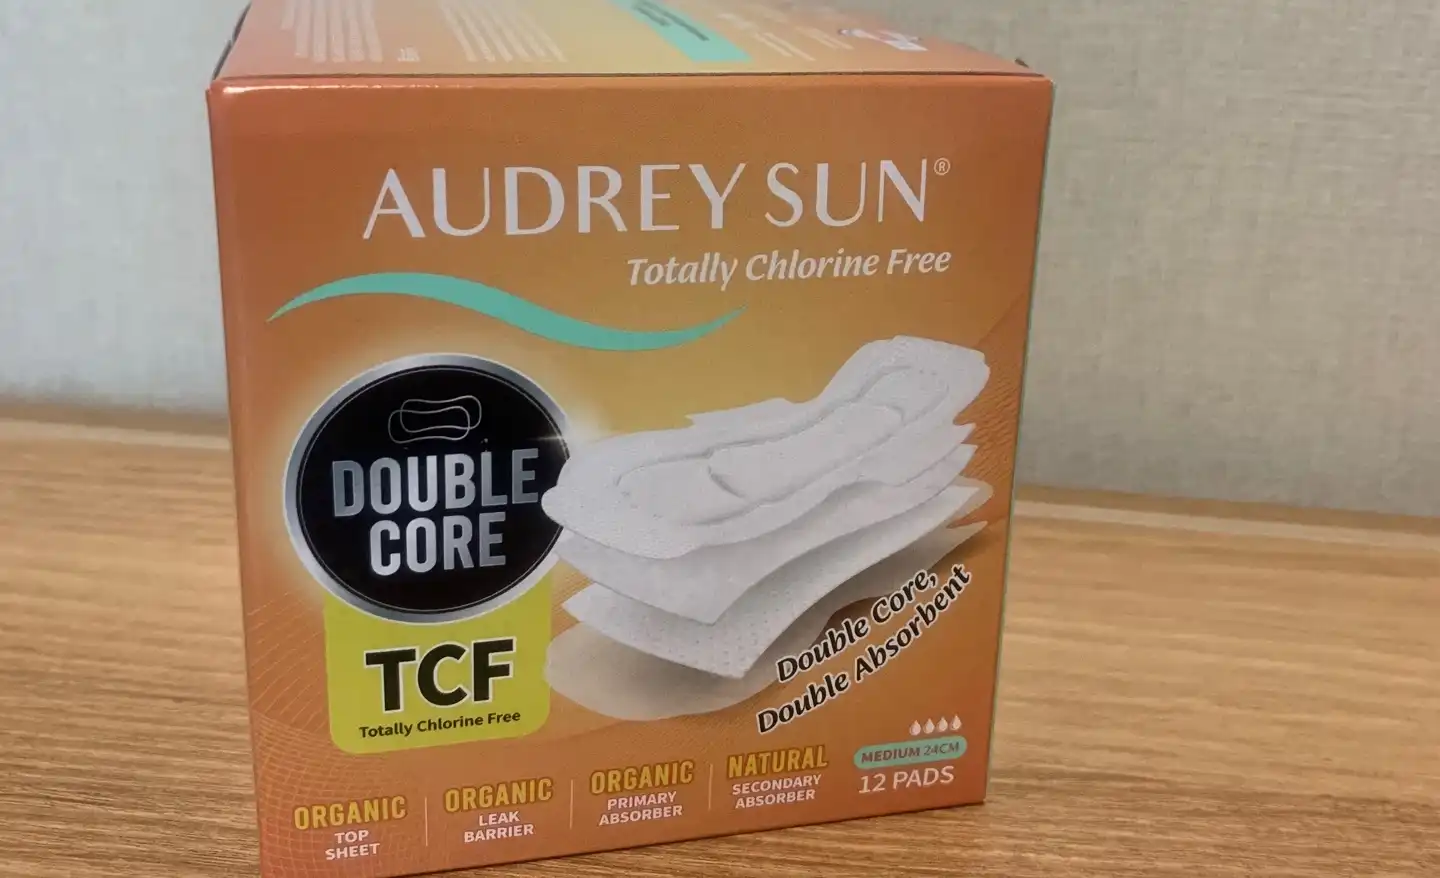 AUDREY SUN®
Totally Chlorine Free
DOUBLE
CORE
TCF
Totally Chlorine Free
Double Core,
Double Absorbent
ORGANIC
TOP
SHEET
ORGANIC
LEAK
BARRIER
ORGANIC
PRIMARY
ABSORBER
NATURAL
SECONDARY
ABSORBER
MEDIUM 24CM
12 PADS